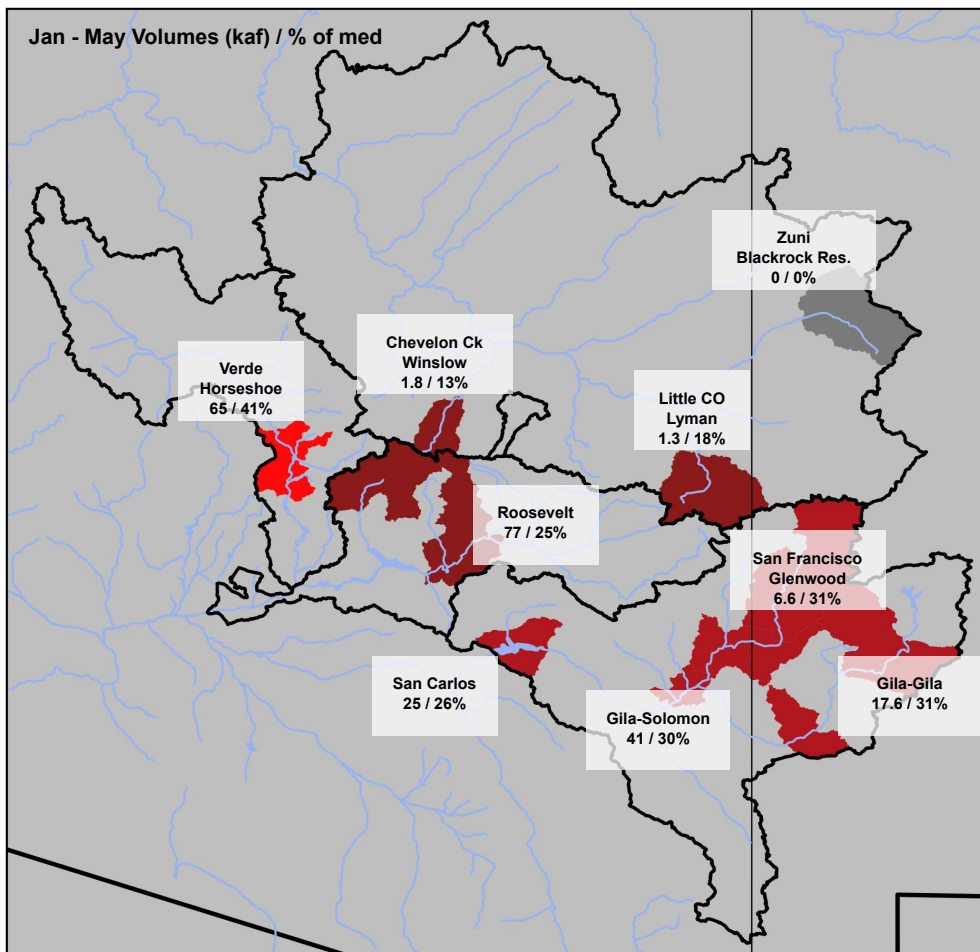 Jan - May Volumes (kaf) / % of med
Zuni
Blackrock Res.
0 / 0%
Chevelon Ck
Winslow
1.8 / 13%
Verde
Horseshoe
65 / 41%
Little CO
Lyman
1.3 / 18%
Roosevelt
77 / 25%
San Francisco
Glenwood
6.6 / 31%
San Carlos
25 / 26%
Gila-Solomon
41 / 30%
Gila-Gila
17.6 / 31%